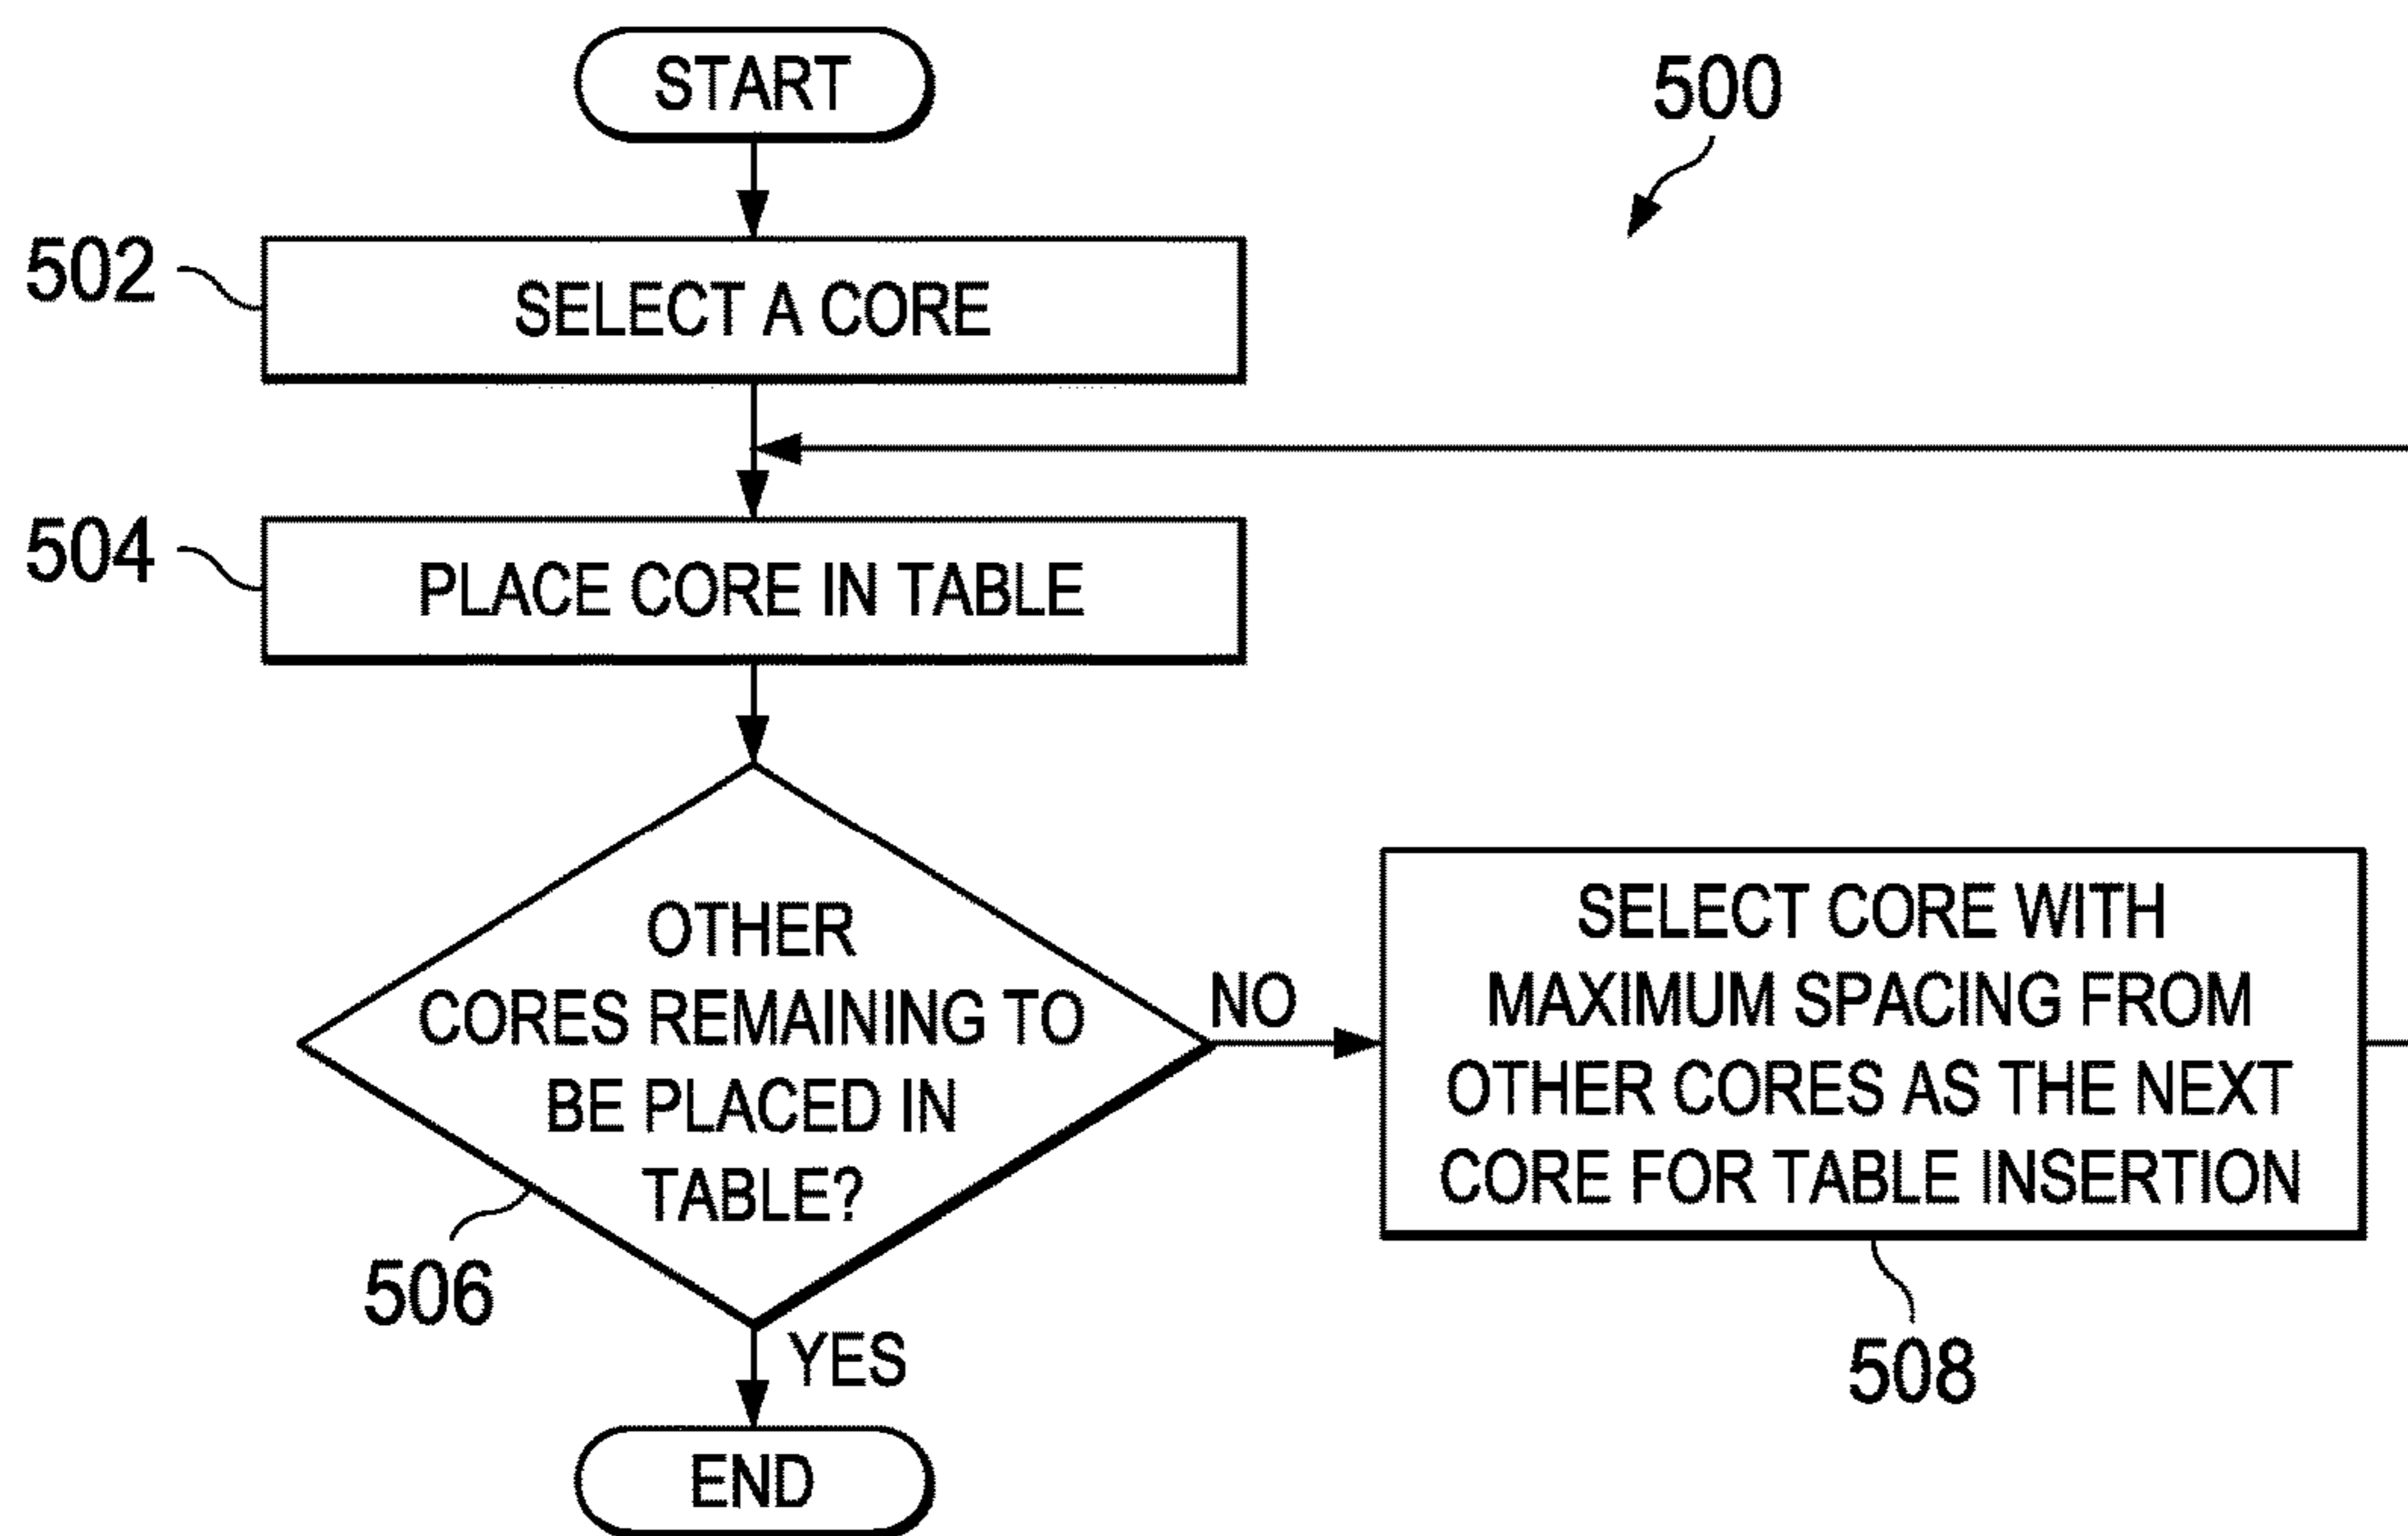 START
500
502
SELECT A CORE
504
PLACE CORE IN TABLE
OTHER
CORES REMAINING TO
BE PLACED IN
TABLE?
506
NO
SELECT CORE WITH
MAXIMUM SPACING FROM
OTHER CORES AS THE NEXT
CORE FOR TABLE INSERTION
508
YES
END